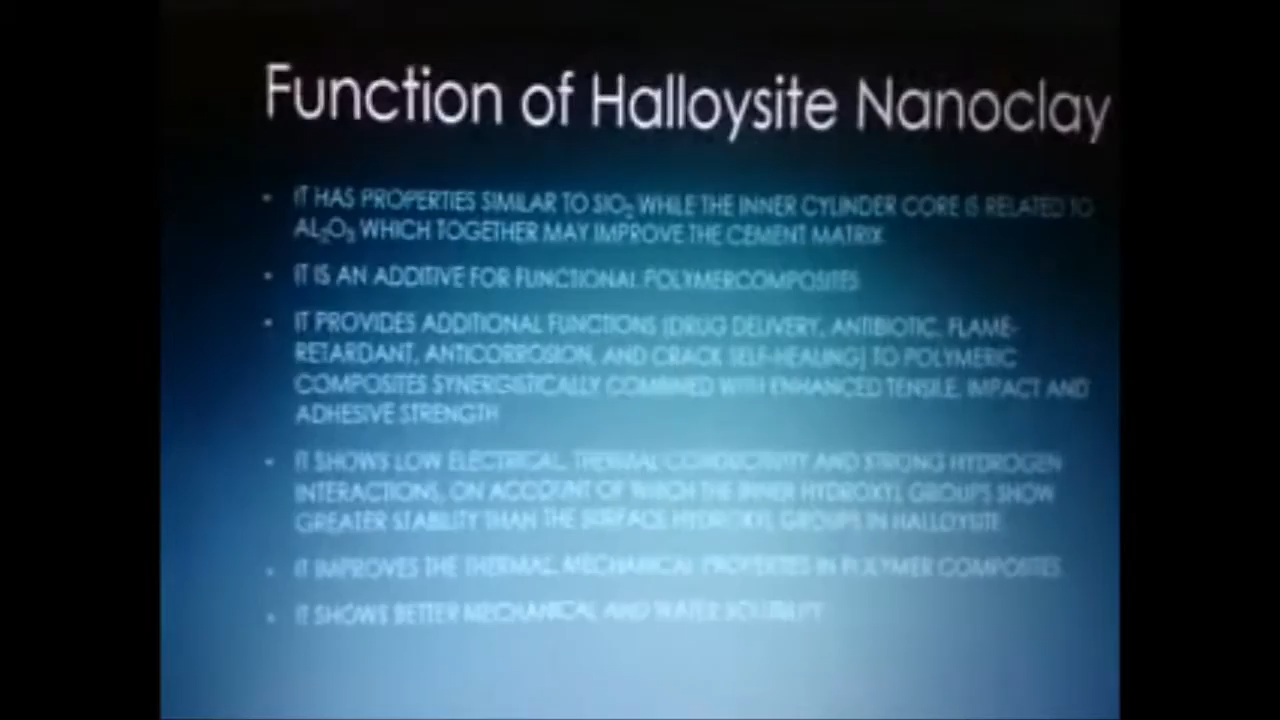 Function of Halloysite Nanoclay
• IT HAS PROPERTIES SIMILAR TO SIO₂ WHILE THE INNER CYLINDER CORE IS RELATED TO
AL₂O₃ WHICH TOGETHER MAY IMPROVE THE CEMENT MATRIX
• IT IS AN ADDITIVE FOR FUNCTIONAL POLYMERCOMPOSITES
• IT PROVIDES ADDITIONAL FUNCTIONS (DRUG DELIVERY, ANTIBIOTIC, FLAME-
RETARDANT, ANTICORROSION, AND CRACK SELF-HEALING) TO POLYMERIC
COMPOSITES SYNERGISTICALLY COMBINED WITH ENHANCED TENSILE, IMPACT AND
ADHESIVE STRENGTH
• IT SHOWS LOW ELECTRICAL, THERMAL CONDUCTIVITY AND STRONG HYDROGEN
INTERACTIONS, ON ACCOUNT OF WHICH THE INNER HYDROXYL GROUPS SHOW
GREATER STABILITY THAN THE SURFACE HYDROXYL GROUPS IN HALLOYSITE
• IT IMPROVES THE THERMAL, MECHANICAL PROPERTIES IN POLYMER COMPOSITES
• IT SHOWS BETTER MECHANICAL AND WATER SOLUBILITY